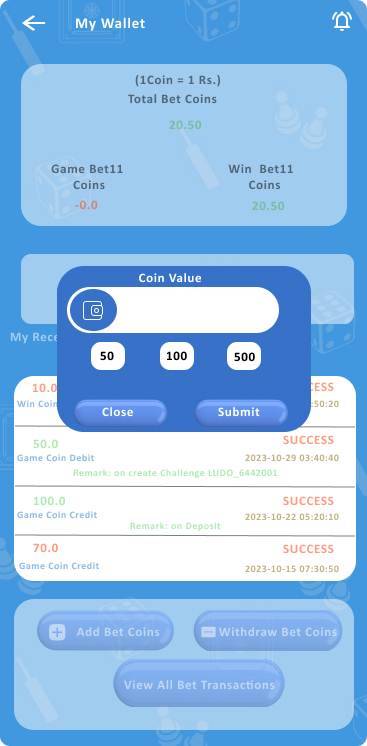 My Wallet
(1Coin = 1 Rs.)
Total Bet Coins
20.50
Game Bet11 Win Bet11
Coins Coins
-0.0 20.50
Coin Value
My Rece
50 100 500
10.0 CESS
Win Coin :50:20
Close Submit
50.0 SUCCESS
Game Coin Debit 2023-10-29 03:40:40
Remark: on create Challenge LUDO_6442001
100.0 SUCCESS
Game Coin Credit 2023-10-22 05:20:10
Remark: on Deposit
70.0 SUCCESS
Game Coin Credit 2023-10-15 07:30:50
Add Bet Coins Withdraw Bet Coins
View All Bet Transactions